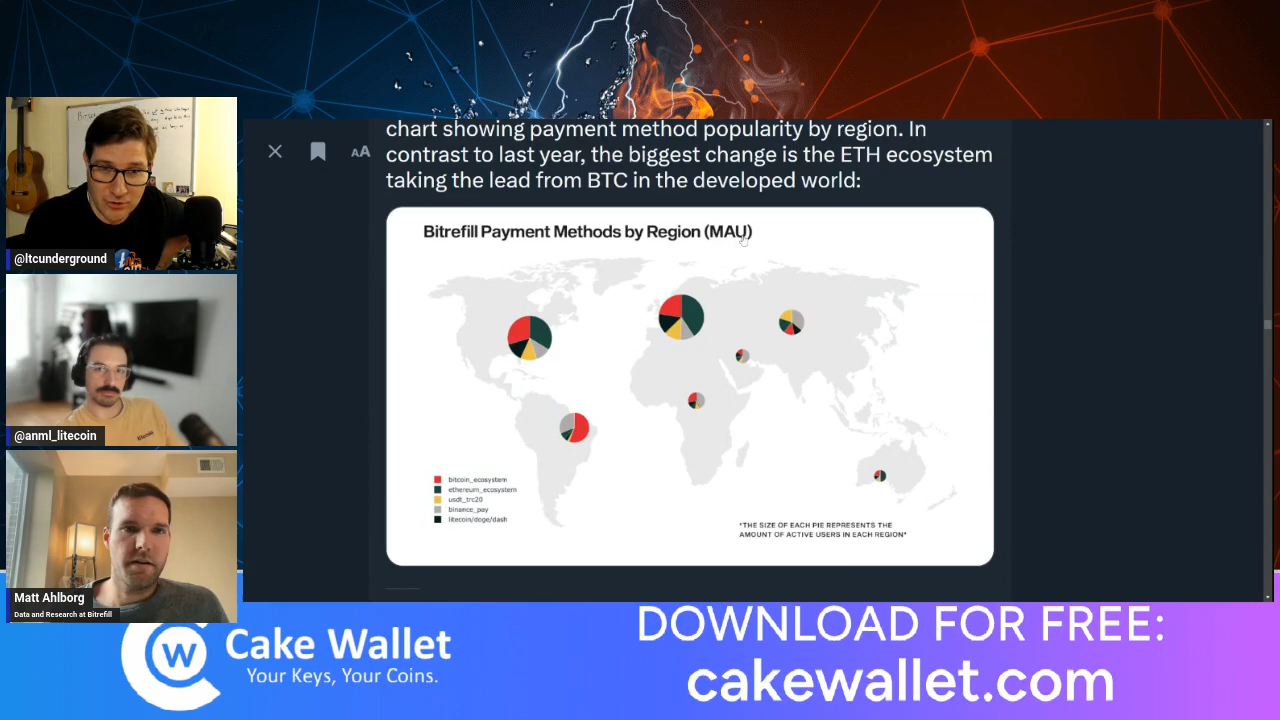 chart showing payment method popularity by region. In
contrast to last year, the biggest change is the ETH ecosystem
taking the lead from BTC in the developed world:
AA
Bitrefill Payment Methods by Region (MAU)
bitcoin_ecosystem
ethereum_ecosystem
usdt_trc20
binance_pay
litecoin/doge/dash
*THE SIZE OF EACH PIE REPRESENTS THE
AMOUNT OF ACTIVE USERS IN EACH REGION*
@ltcunderground
@anml_litecoin
Matt Ahlborg
Data and Research at Bitrefill
W
Cake Wallet
Your Keys, Your Coins.
DOWNLOAD FOR FREE:
cakewallet.com